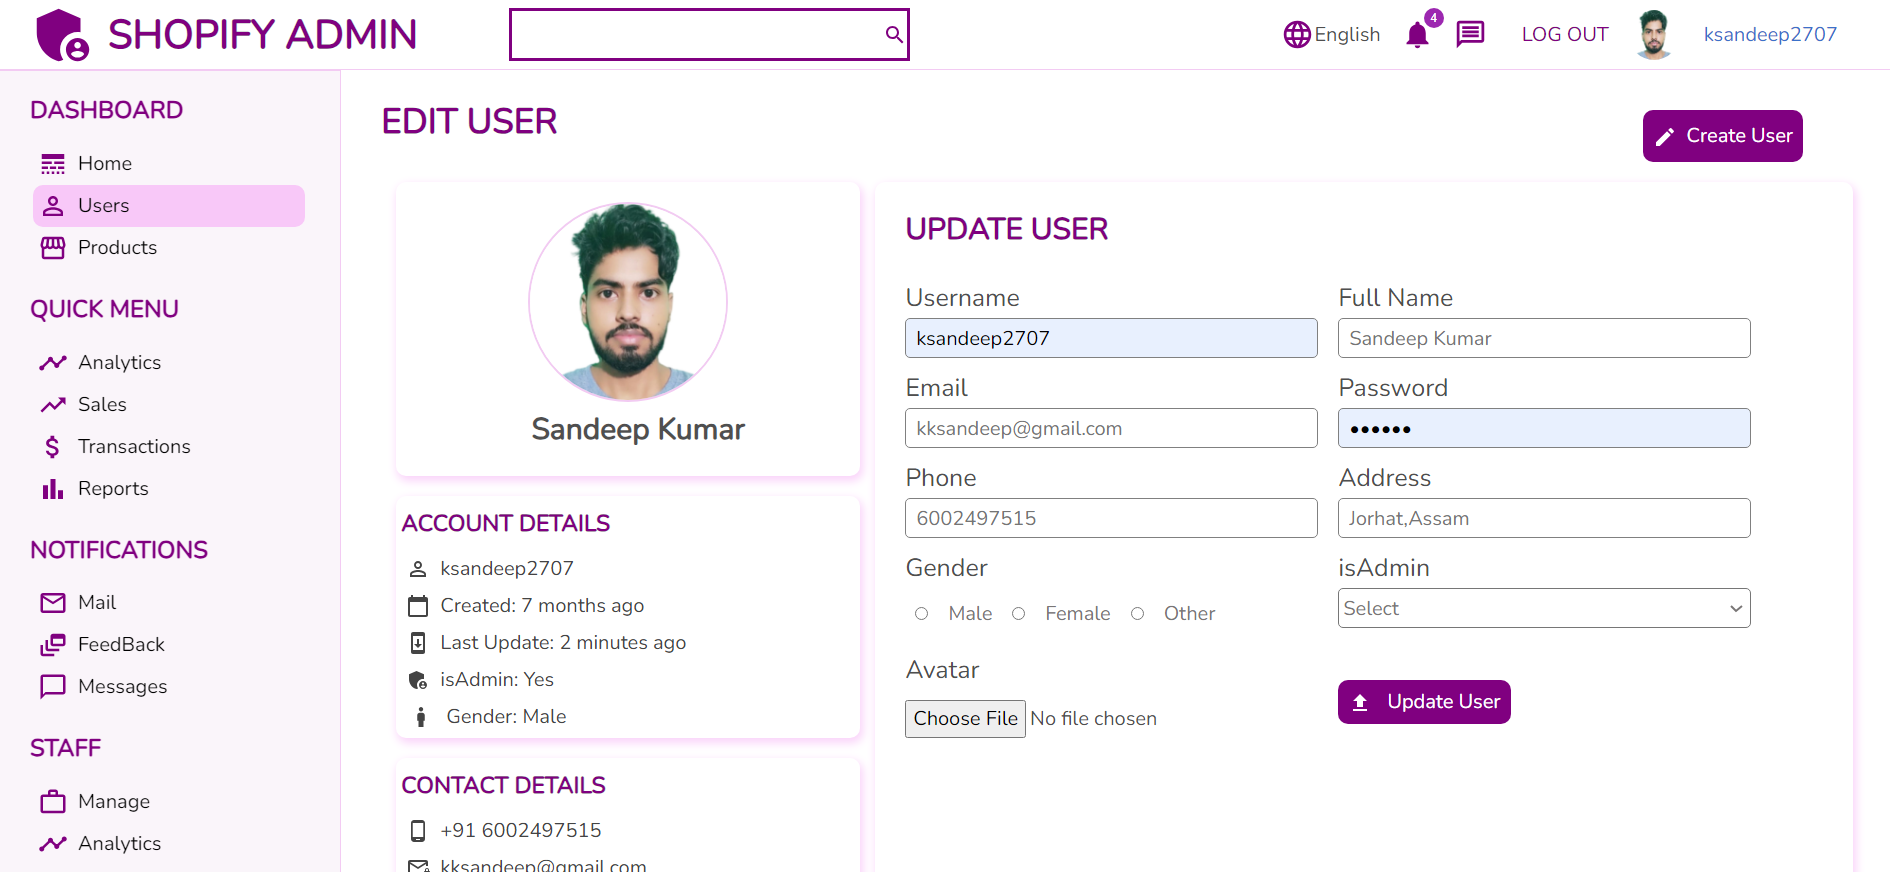 SHOPIFY ADMIN
English
4
LOG OUT
ksandeep2707
DASHBOARD
Home
Users
Products
QUICK MENU
Analytics
Sales
Transactions
Reports
NOTIFICATIONS
Mail
FeedBack
Messages
STAFF
Manage
Analytics
EDIT USER
Create User
Sandeep Kumar
ACCOUNT DETAILS
ksandeep2707
Created: 7 months ago
Last Update: 2 minutes ago
isAdmin: Yes
Gender: Male
CONTACT DETAILS
+91 6002497515
kksandeep@gmail.com
UPDATE USER
Username
Full Name
ksandeep2707
Sandeep Kumar
Email
Password
kksandeep@gmail.com
••••••
Phone
Address
6002497515
Jorhat,Assam
Gender
isAdmin
Male Female Other
Select
Avatar
Choose File No file chosen
Update User